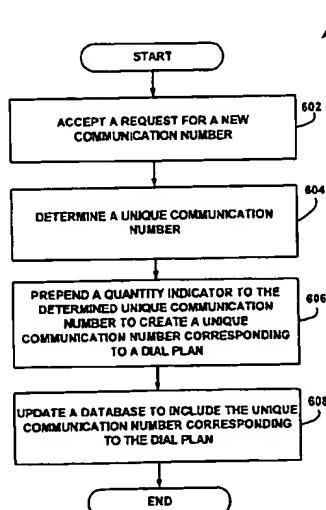 START
ACCEPT A REQUEST FOR A NEW
COMMUNICATION NUMBER
602
DETERMINE A UNIQUE COMMUNICATION
NUMBER
604
PREPEND A QUANTITY INDICATOR TO THE
DETERMINED UNIQUE COMMUNICATION
NUMBER TO CREATE A UNIQUE
COMMUNICATION NUMBER CORRESPONDING
TO A DIAL PLAN
606
UPDATE A DATABASE TO INCLUDE THE UNIQUE
COMMUNICATION NUMBER CORRESPONDING
TO THE DIAL PLAN
608
END